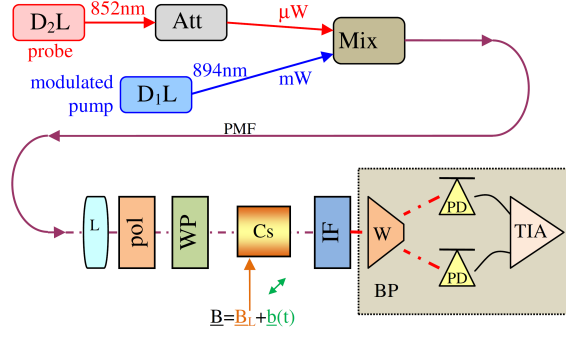 D₂L
852nm
Att
μW
Mix
probe
modulated
pump
D₁L
894nm
mW
PMF
L
pol
WP
Cs
IF
W
PD
PD
TIA
BP
B=B_L+b(t)